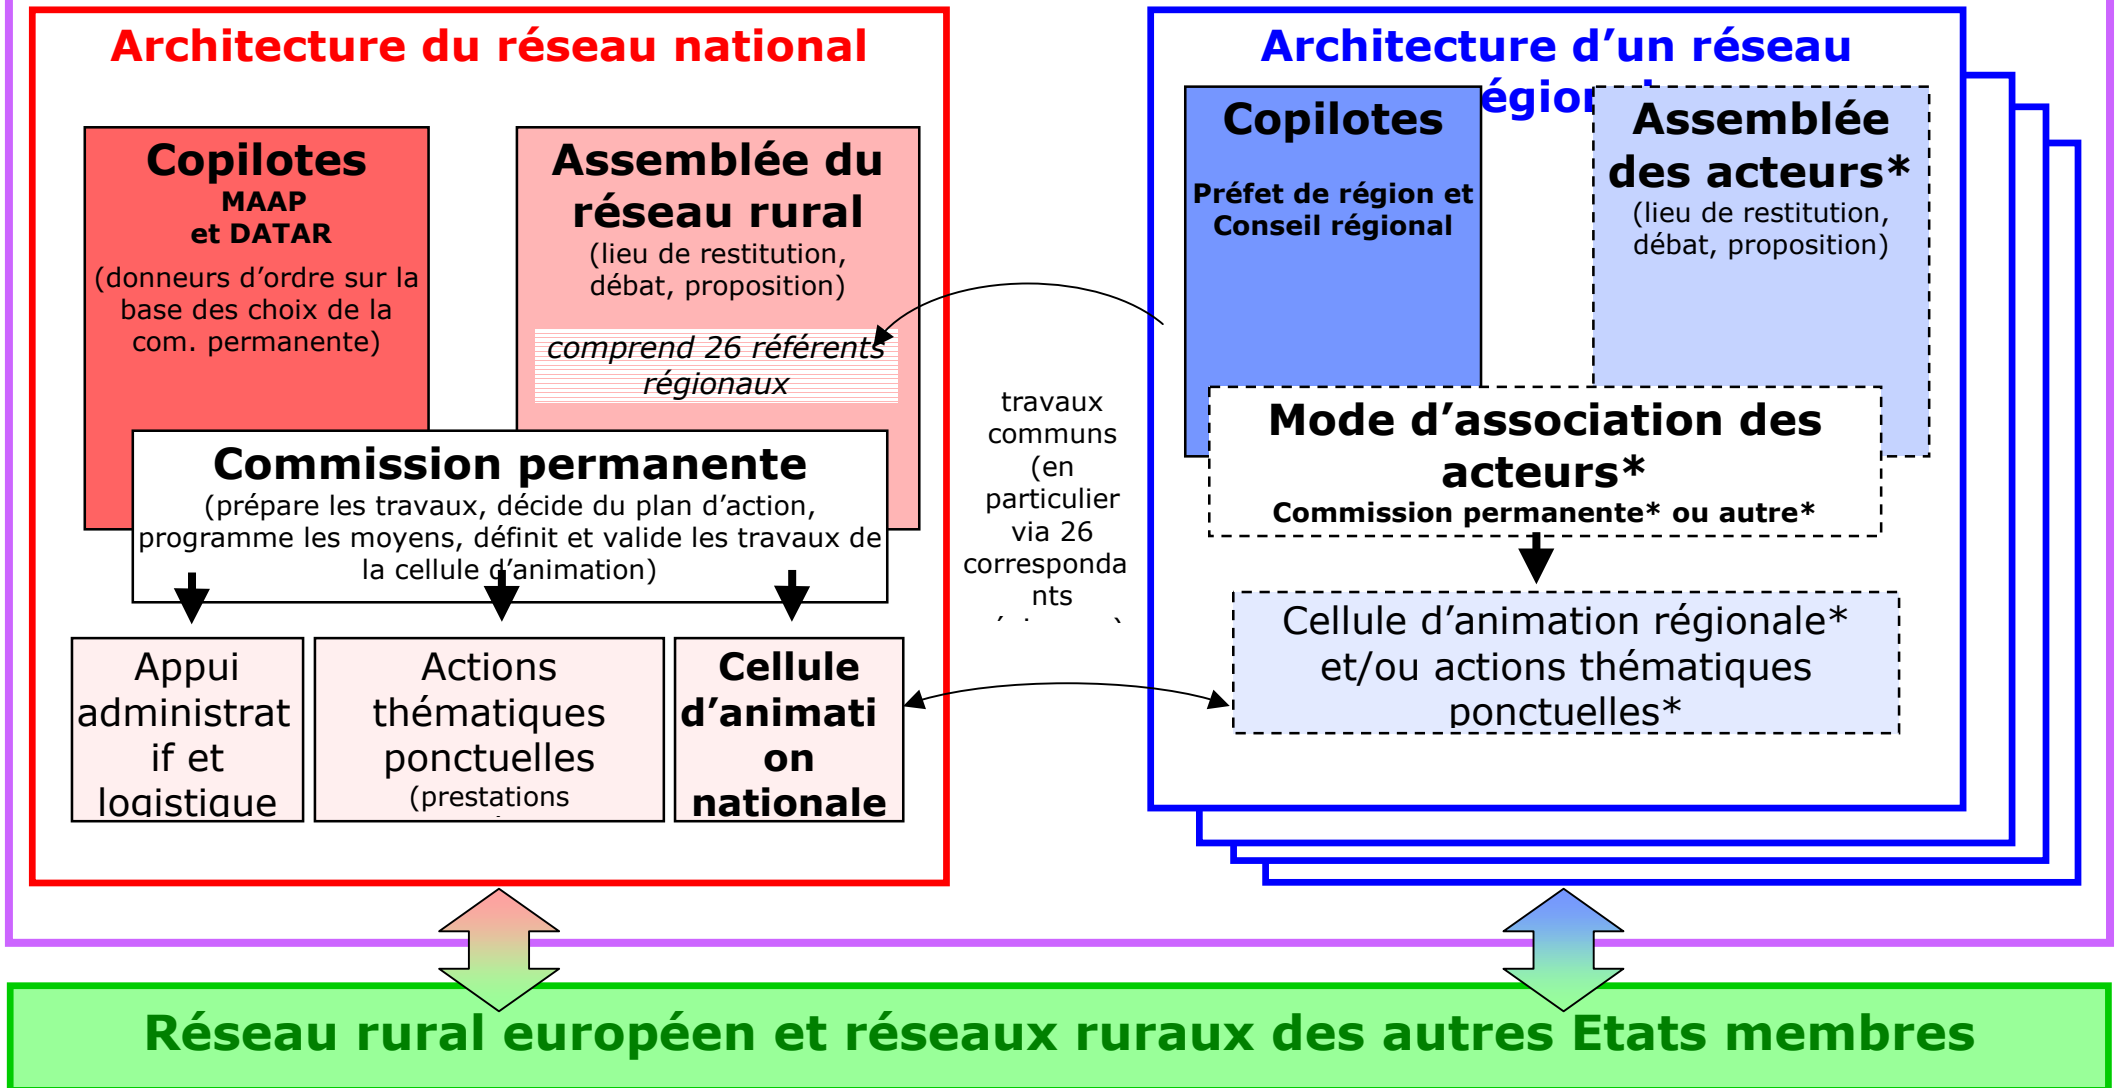 Architecture du réseau national
Copilotes
MAAP
et DATAR
(donneurs d’ordre sur la
base des choix de la
com. permanente)
Assemblée du
réseau rural
(lieu de restitution,
débat, proposition)
comprend 26 référents
régionaux
Commission permanente
(prépare les travaux, décide du plan d’action,
programme les moyens, définit et valide les travaux de
la cellule d’animation)
Appui
administrat
if et
logistique
Actions
thématiques
ponctuelles
(prestations
Cellule
d’animati
on
nationale
travaux
communs
(en
particulier
via 26
corresponda
nts
Architecture d’un réseau
Copilotes
Préfet de région et
Conseil régional
Assemblée
des acteurs*
(lieu de restitution,
débat, proposition)
Mode d’association des
acteurs*
Commission permanente* ou autre*
Cellule d’animation régionale*
et/ou actions thématiques
ponctuelles*
Réseau rural européen et réseaux ruraux des autres Etats membres